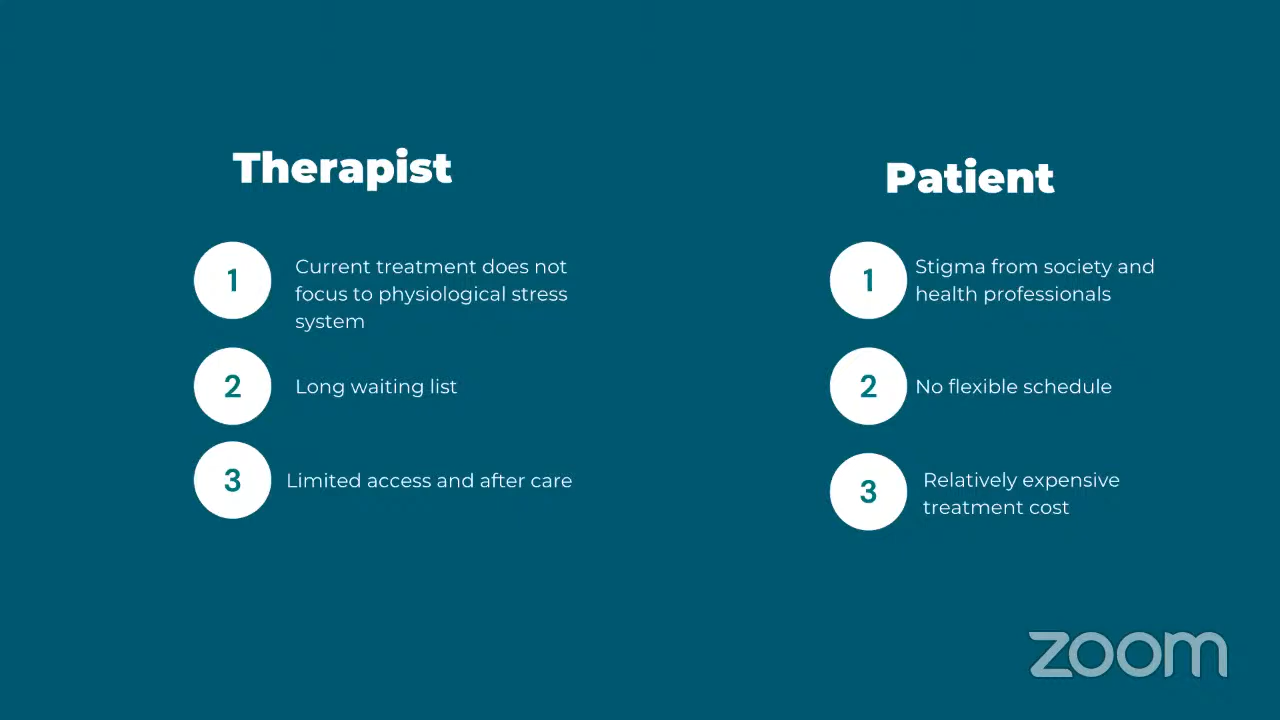 Therapist
1
Current treatment does not
focus to physiological stress
system
2
Long waiting list
3
Limited access and after care
Patient
1
Stigma from society and
health professionals
2
No flexible schedule
3
Relatively expensive
treatment cost
zoom